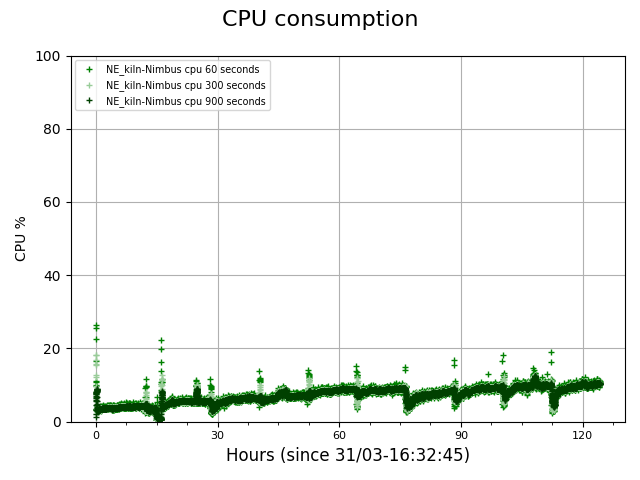 CPU consumption
100
80
60
40
20
0
CPU %
NE_kiln-Nimbus cpu 60 seconds
NE_kiln-Nimbus cpu 300 seconds
NE_kiln-Nimbus cpu 900 seconds
0 30 60 90 120
Hours (since 31/03-16:32:45)